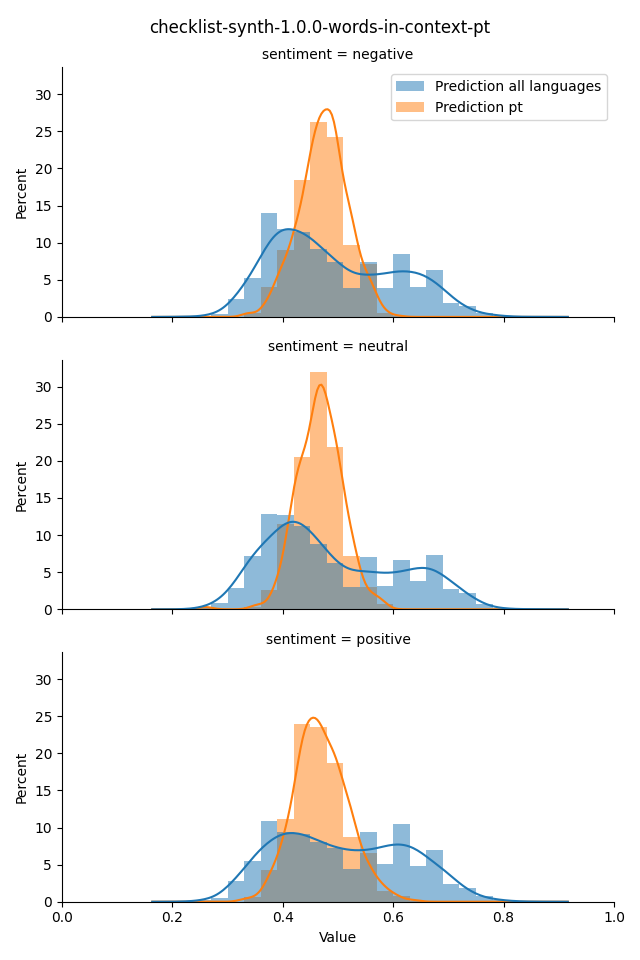 checklist-synth-1.0.0-words-in-context-pt
sentiment = negative
Prediction all languages
Prediction pt
30
25
20
15
10
5
0
Percent
sentiment = neutral
30
25
20
15
10
5
0
Percent
sentiment = positive
30
25
20
15
10
5
0
Percent
0.0 0.2 0.4 0.6 0.8 1.0
Value